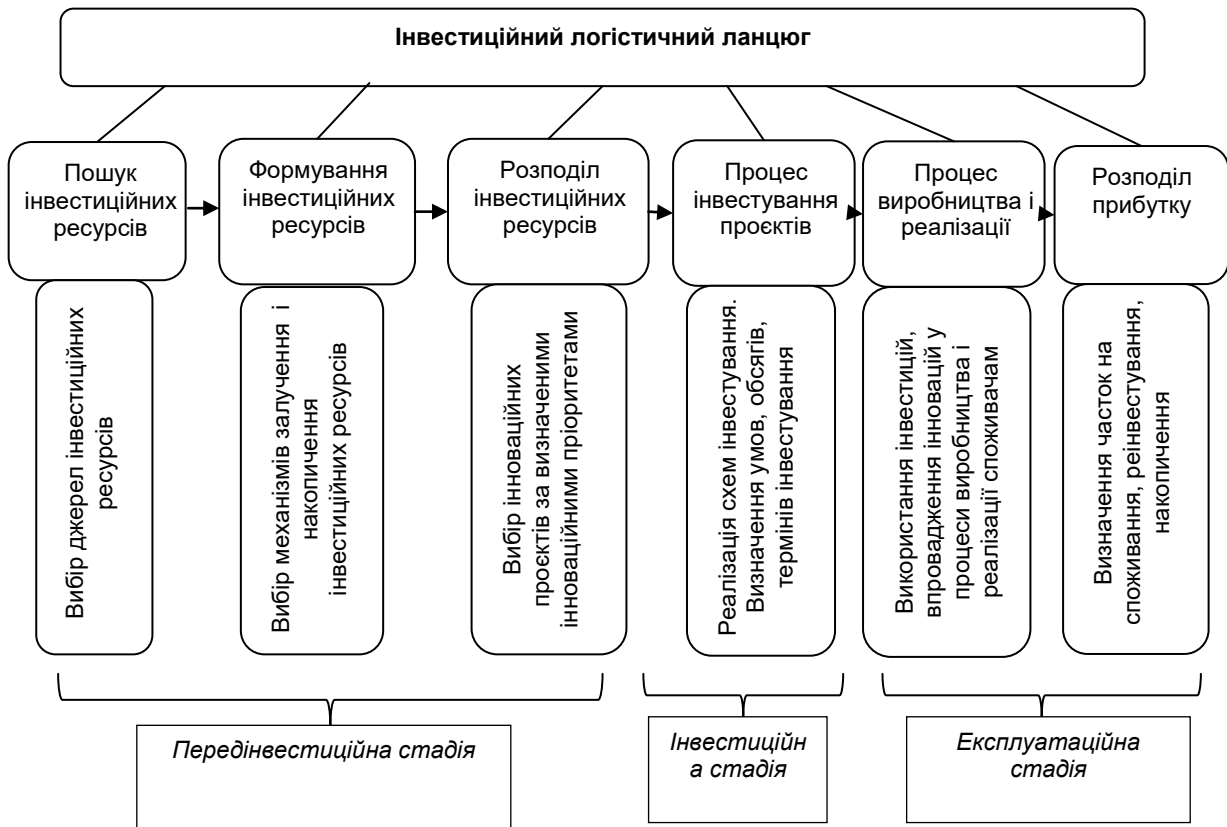 Інвестиційний логістичний ланцюг
Пошук
інвестиційних
ресурсів
Формування
інвестиційних
ресурсів
Розподіл
інвестиційних
ресурсів
Процес
інвестування
проєктів
Процес
виробництва і
реалізації
Розподіл
прибутку
Вибір джерел інвестиційних
ресурсів
Вибір механізмів залучення і
накопичення
інвестиційних ресурсів
Вибір інноваційних
проєктів за визначеними
інноваційними пріоритетами
Реалізація схем інвестування.
Визначення умов, обсягів,
термінів інвестування
Використання інвестицій,
впровадження інновацій у
процеси виробництва і
реалізації споживачам
Визначення часток на
споживання, реінвестування,
накопичення
Передінвестиційна стадія
Інвестиційн
а стадія
Експлуатаційна
стадія